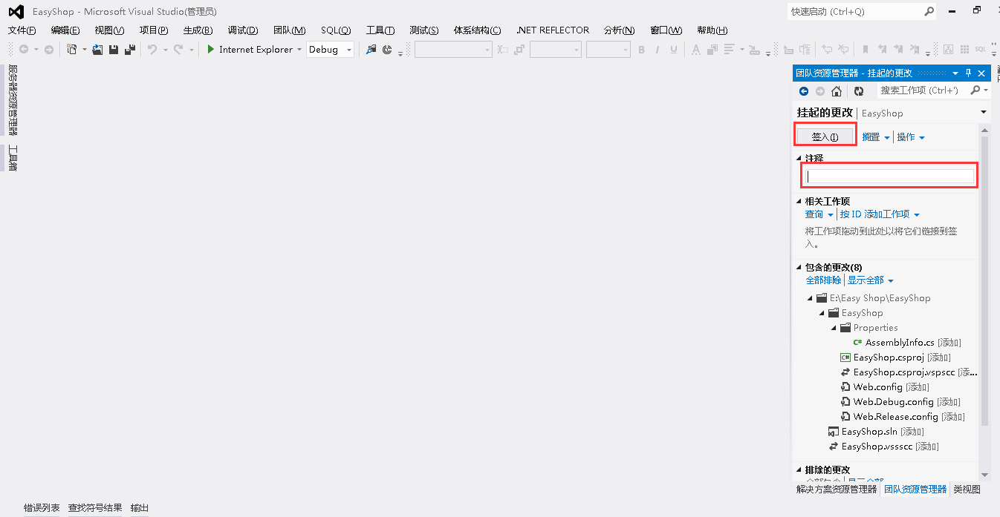 EasyShop - Microsoft Visual Studio(管理员)
快速启动 (Ctrl+Q)
文件(F) 编辑(E) 视图(V) 项目(P) 生成(B) 调试(D) 团队(M) SQL(Q) 工具(T) 测试(S) 体系结构(C) .NET REFLECTOR 分析(N) 窗口(W) 帮助(H)
Internet Explorer Debug B I U A SQL
服务器资源管理器
工具箱
团队资源管理器 - 挂起的更改
搜索工作项 (Ctrl+')
挂起的更改 | EasyShop
签入(I) 搁置 操作
注释
相关工作项
查询 按 ID 添加工作项
将工作项拖动到此处以将它们链接到签
入。
包含的更改(8)
全部排除 显示全部
E:\Easy Shop\EasyShop
EasyShop
Properties
C# AssemblyInfo.cs [添加]
C# EasyShop.csproj [添加]
EasyShop.csproj.vspscc [添...
Web.config [添加]
Web.Debug.config [添加]
Web.Release.config [添加]
EasyShop.sln [添加]
EasyShop.vssscc [添加]
排除的更改
全部包含 显示全部
解决方案资源管理器 团队资源管理器 类视图
错误列表 查找符号结果 输出